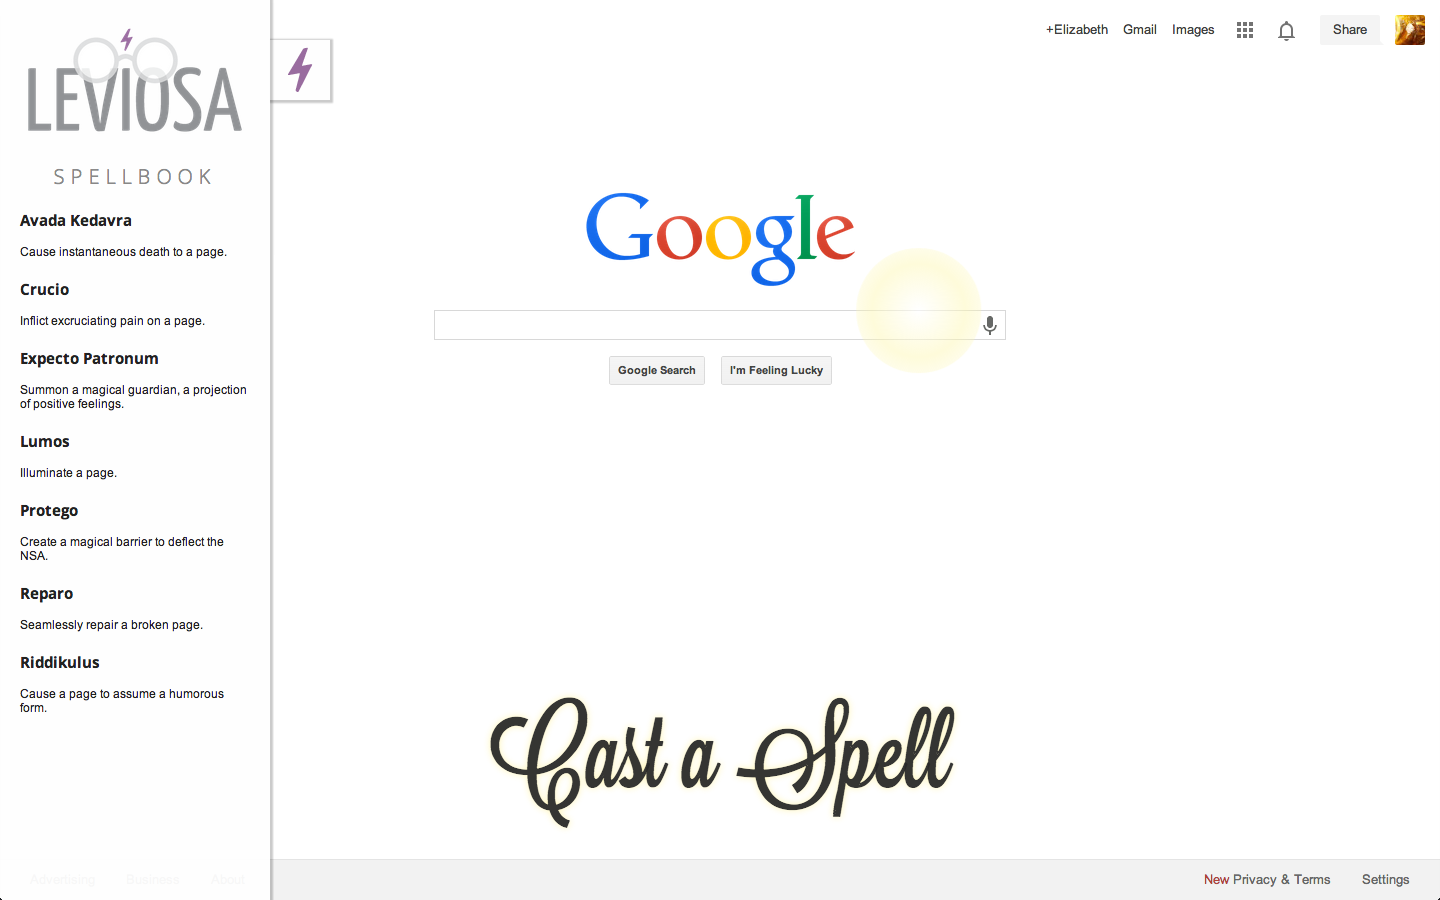 LEVIOSA
SPELLBOOK
Avada Kedavra
Cause instantaneous death to a page.
Crucio
Inflict excruciating pain on a page.
Expecto Patronum
Summon a magical guardian, a projection
of positive feelings.
Lumos
Illuminate a page.
Protego
Create a magical barrier to deflect the
NSA.
Reparo
Seamlessly repair a broken page.
Riddikulus
Cause a page to assume a humorous
form.
Advertising Business About
+Elizabeth Gmail Images Share
Google
Google Search I'm Feeling Lucky
Cast a Spell
New Privacy & Terms Settings